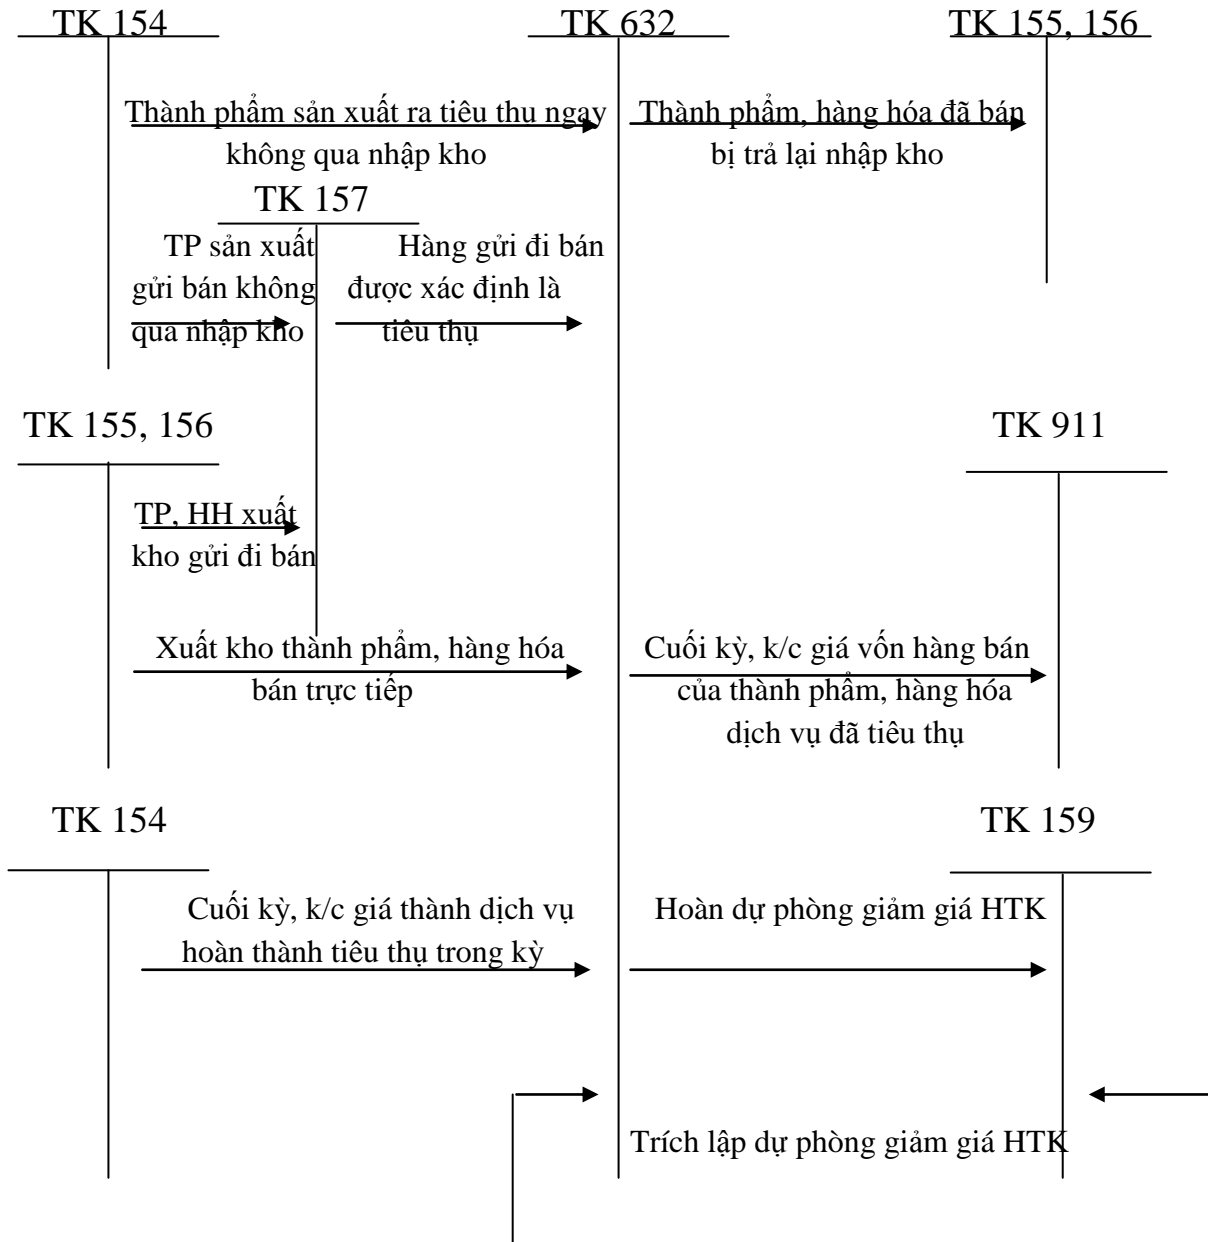 TK 154
TK 632
TK 155, 156
Thành phẩm sản xuất ra tiêu thụ ngay
không qua nhập kho
Thành phẩm, hàng hóa đã bán
bị trả lại nhập kho
TK 157
TP sản xuất
gửi bán không
qua nhập kho
Hàng gửi đi bán
được xác định là
tiêu thụ
TK 155, 156
TK 911
TP, HH xuất
kho gửi đi bán
Xuất kho thành phẩm, hàng hóa
bán trực tiếp
Cuối kỳ, k/c giá vốn hàng bán
của thành phẩm, hàng hóa
dịch vụ đã tiêu thụ
TK 154
TK 159
Cuối kỳ, k/c giá thành dịch vụ
hoàn thành tiêu thụ trong kỳ
Hoàn dự phòng giảm giá HTK
Trích lập dự phòng giảm giá HTK